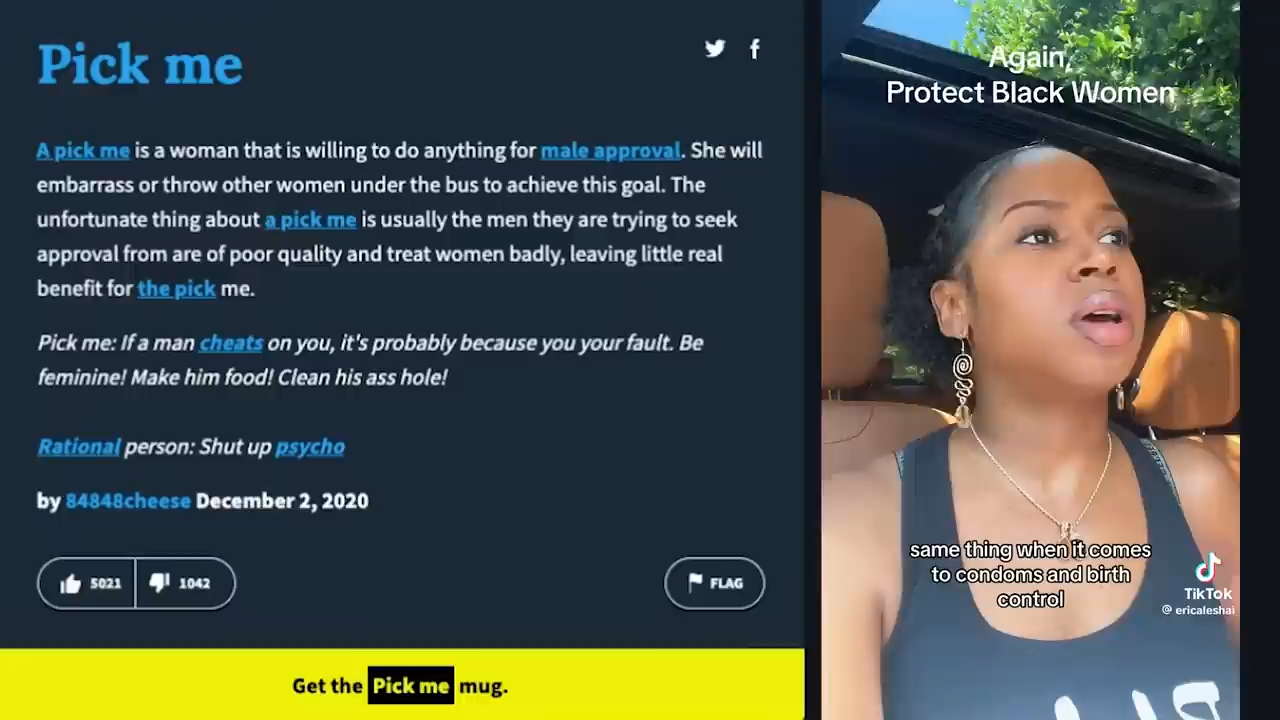 Pick me
A pick me is a woman that is willing to do anything for male approval. She will
embarrass or throw other women under the bus to achieve this goal. The
unfortunate thing about a pick me is usually the men they are trying to seek
approval from are of poor quality and treat women badly, leaving little real
benefit for the pick me.
Pick me: If a man cheats on you, it's probably because you your fault. Be
feminine! Make him food! Clean his ass hole!
Rational person: Shut up psycho
by 84848cheese December 2, 2020
5021 1042 FLAG
Get the Pick me mug.
Again,
Protect Black Women
same thing when it comes
to condoms and birth
control
TikTok
@ ericaleshai